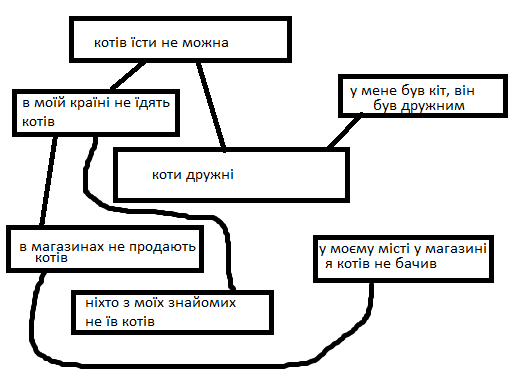 котів їсти не можна
в моїй країні не їдять
котів
у мене був кіт, він
був дружним
коти дружні
в магазинах не продають
котів
у моєму місті у магазині
я котів не бачив
ніхто з моїх знайомих
не їв котів